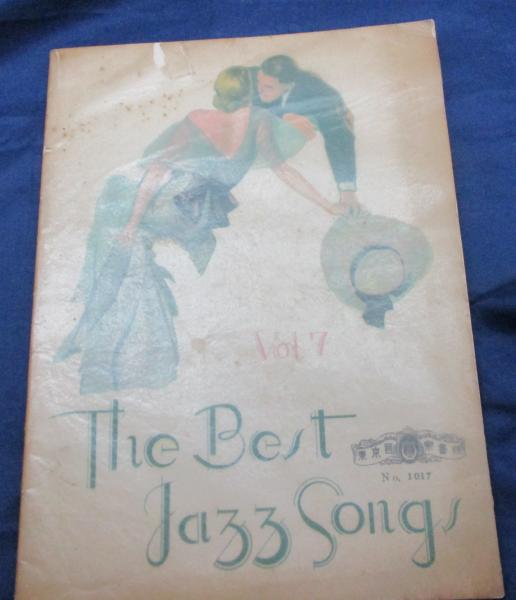 Vol 7
The Best
Jazz Songs
No. 1017